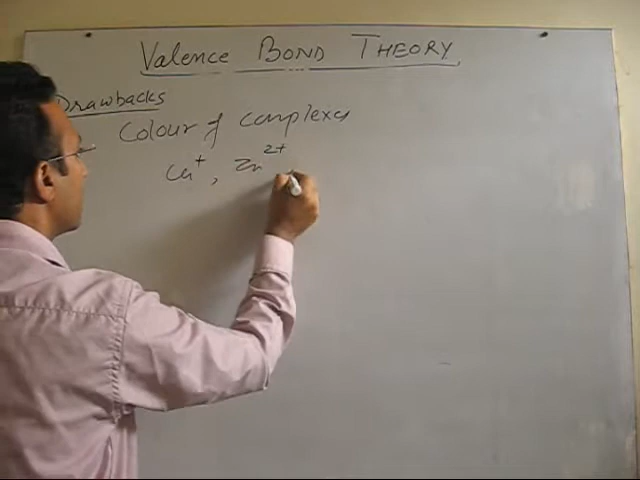 VALENCE BOND THEORY
Drawbacks
Colour of complexes
Cu+, Zn2+